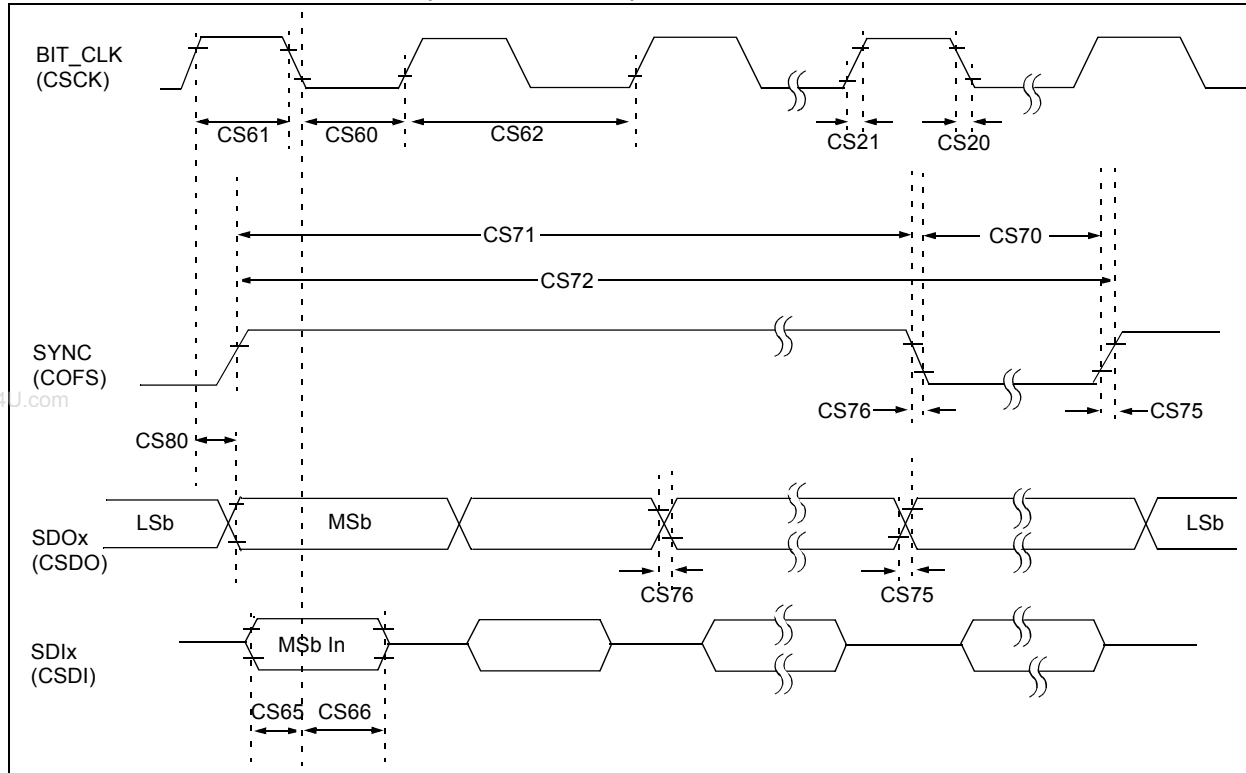 BIT_CLK
(CSCK)
CS61
CS60
CS62
CS21
CS20
CS71
CS70
CS72
SYNC
(COFS)
CS76
CS75
4U.com
CS80
LSb
MSb
LSb
SDOx
(CSDO)
CS76
CS75
MSb In
SDIx
(CSDI)
CS65
CS66